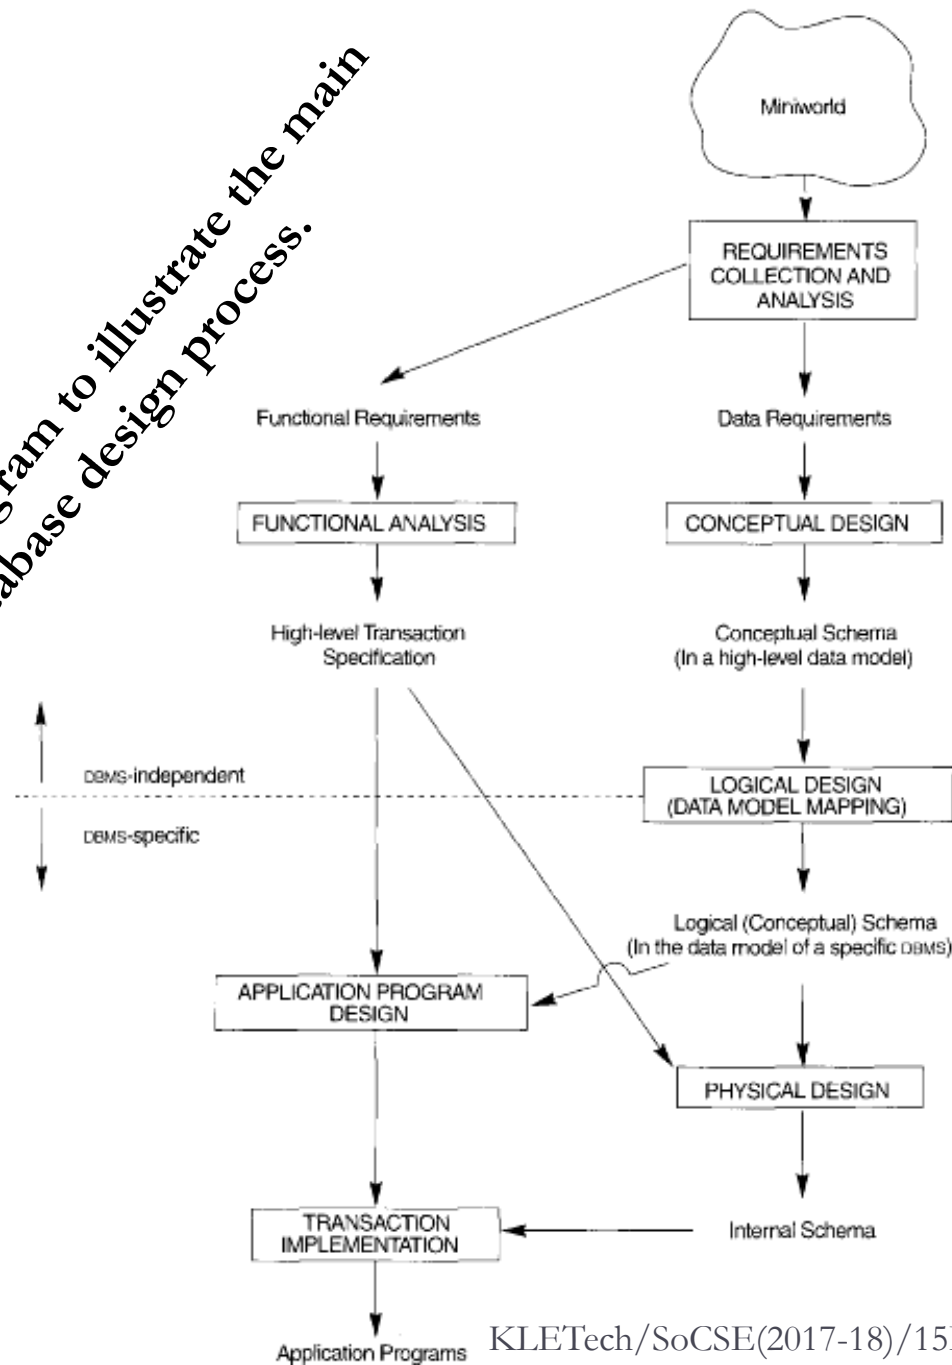 gram to illustrate the main
tabase design process.
Miniworld
REQUIREMENTS
COLLECTION AND
ANALYSIS
Functional Requirements
Data Requirements
FUNCTIONAL ANALYSIS
CONCEPTUAL DESIGN
High-level Transaction
Specification
Conceptual Schema
(In a high-level data model)
DBMS-independent
LOGICAL DESIGN
(DATA MODEL MAPPING)
DBMS-specific
Logical (Conceptual) Schema
(In the data model of a specific DBMS)
APPLICATION PROGRAM
DESIGN
PHYSICAL DESIGN
TRANSACTION
IMPLEMENTATION
Internal Schema
Application Programs
KLETech/SoCSE(2017-18)/15